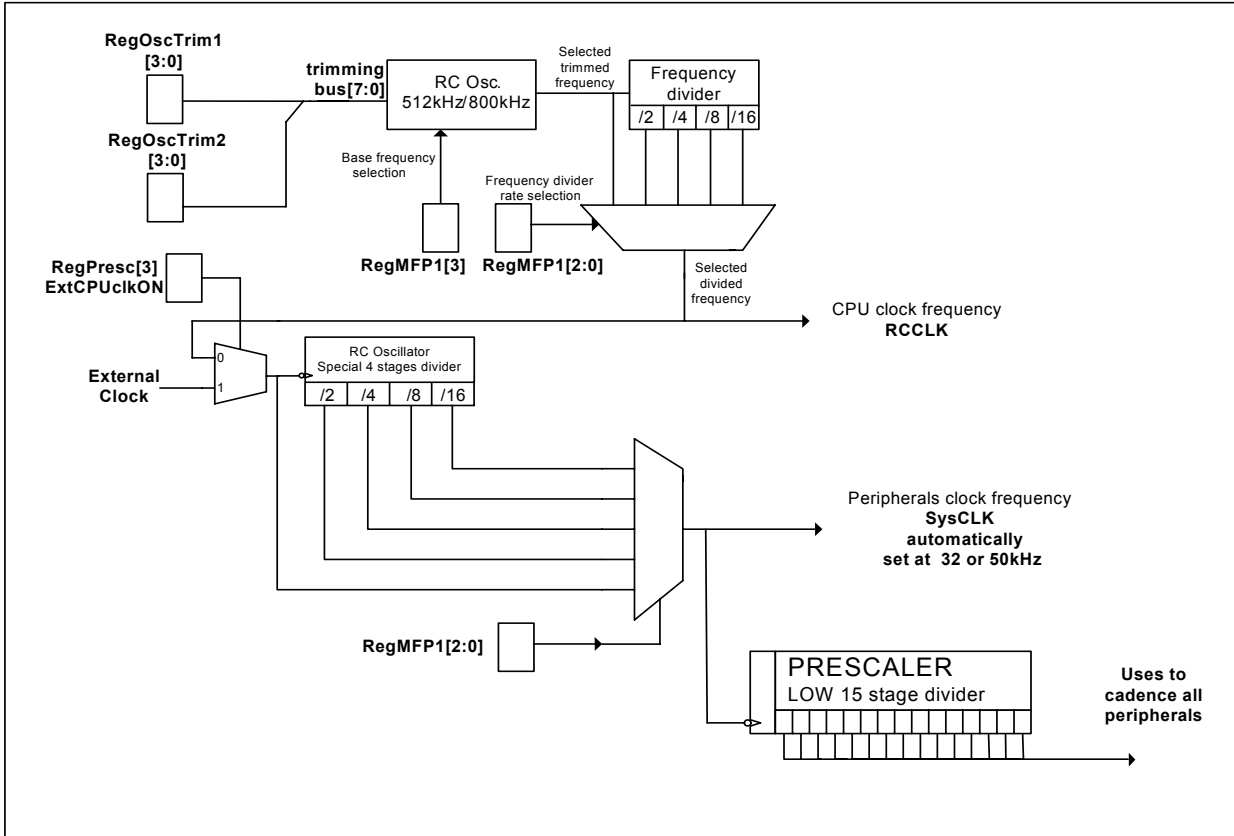 RegOscTrim1
[3:0]
trimming
bus[7:0]
RC Osc.
512kHz/800kHz
Selected
trimmed
frequency
Frequency
divider
/2 /4 /8 /16
RegOscTrim2
[3:0]
Base frequency
selection
Frequency divider
rate selection
RegMFP1[3]
RegMFP1[2:0]
RegPresc[3]
ExtCPUclkON
Selected
divided
frequency
CPU clock frequency
RCCLK
0
1
External
Clock
RC Oscillator
Special 4 stages divider
/2 /4 /8 /16
Peripherals clock frequency
SysCLK
automatically
set at 32 or 50kHz
RegMFP1[2:0]
PRESCALER
LOW 15 stage divider
Uses to
cadence all
peripherals